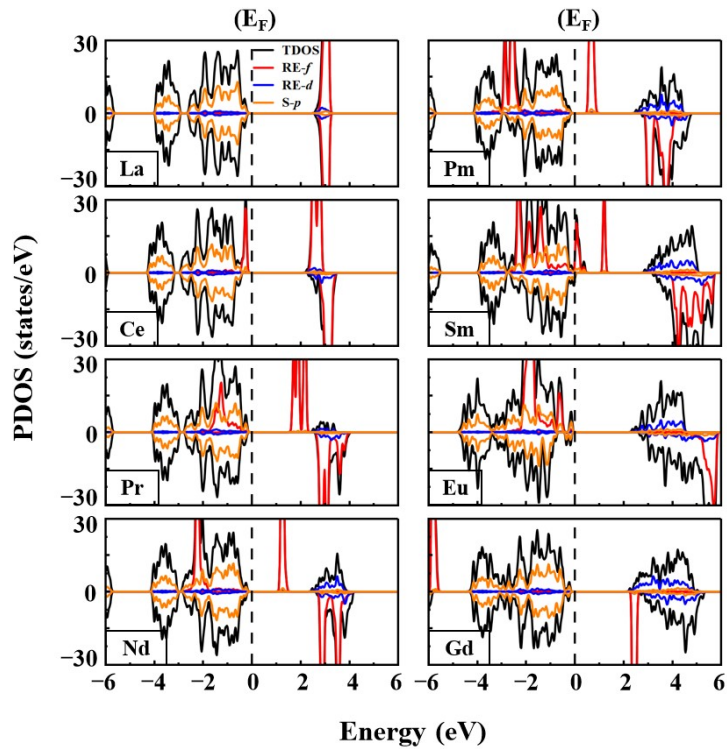 (E_F) (E_F)
30
0
−30
TDOS
RE-f
RE-d
S-p
La
Pm
30
0
−30
Ce
Sm
30
0
−30
Pr
Eu
30
0
−30
Nd
Gd
−6 −4 −2 0 2 4 6
−6 −4 −2 0 2 4 6
PDOS (states/eV)
Energy (eV)